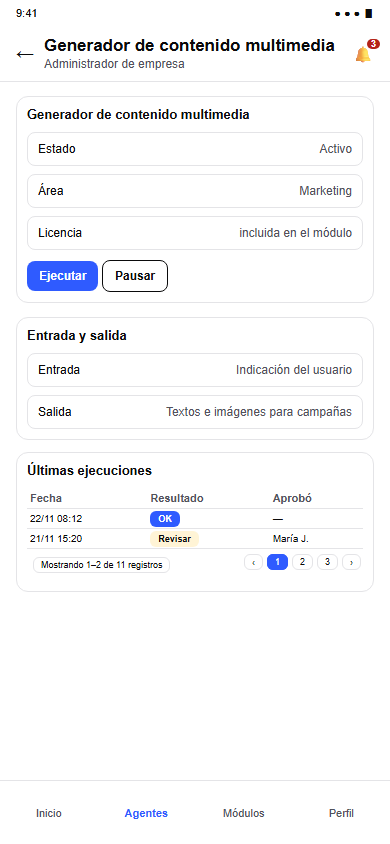 9:41
← Generador de contenido multimedia
Administrador de empresa
3
Generador de contenido multimedia
Estado Activo
Área Marketing
Licencia incluida en el módulo
Ejecutar Pausar
Entrada y salida
Entrada Indicación del usuario
Salida Textos e imágenes para campañas
Últimas ejecuciones
Fecha Resultado Aprobó
22/11 08:12 OK —
21/11 15:20 Revisar María J.
Mostrando 1–2 de 11 registros ‹ 1 2 3 ›
Inicio Agentes Módulos Perfil